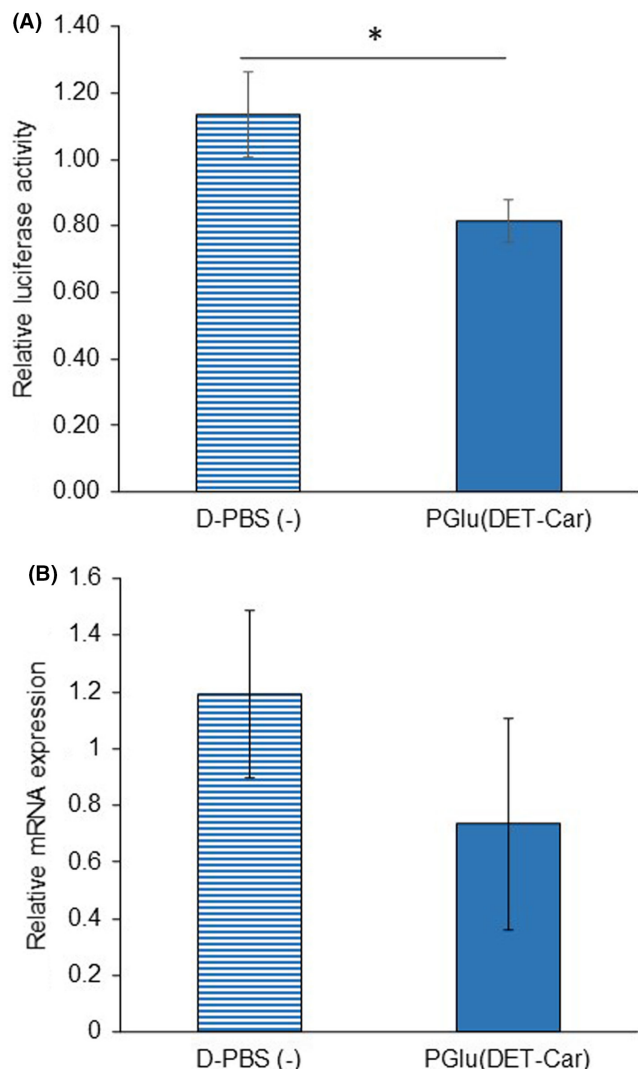 (A)
*
Relative luciferase activity
1.40
1.20
1.00
0.80
0.60
0.40
0.20
0.00
D-PBS (-)
PGlu(DET-Car)
(B)
Relative mRNA expression
1.6
1.4
1.2
1
0.8
0.6
0.4
0.2
0
D-PBS (-)
PGlu(DET-Car)